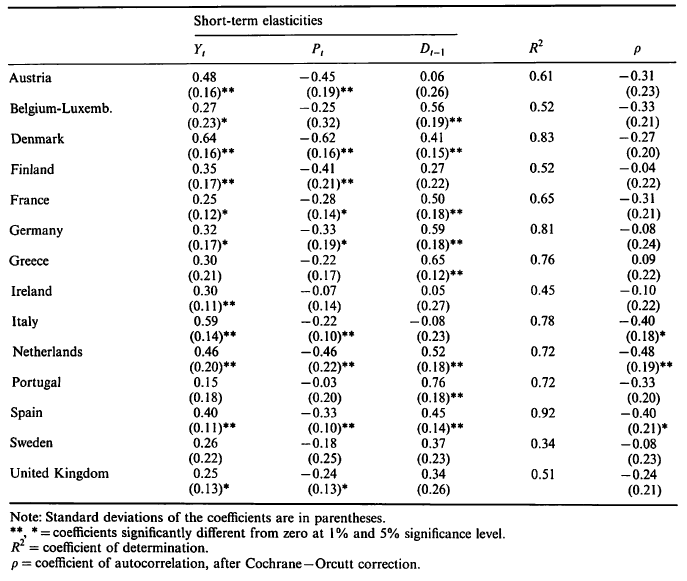 Short-term elasticities
Y_t P_t D_{t−1} R² ρ
Austria 0.48 −0.45 0.06 0.61 −0.31
(0.16)** (0.19)** (0.26) (0.23)
Belgium-Luxemb. 0.27 −0.25 0.56 0.52 −0.33
(0.23)* (0.32) (0.19)** (0.21)
Denmark 0.64 −0.62 0.41 0.83 −0.27
(0.16)** (0.16)** (0.15)** (0.20)
Finland 0.35 −0.41 0.27 0.52 −0.04
(0.17)** (0.21)** (0.22) (0.22)
France 0.25 −0.28 0.50 0.65 −0.31
(0.12)* (0.14)* (0.18)** (0.21)
Germany 0.32 −0.33 0.59 0.81 −0.08
(0.17)* (0.19)* (0.18)** (0.24)
Greece 0.30 −0.22 0.65 0.76 0.09
(0.21) (0.17) (0.12)** (0.22)
Ireland 0.30 −0.07 0.05 0.45 −0.10
(0.11)** (0.14) (0.27) (0.22)
Italy 0.59 −0.22 −0.08 0.78 −0.40
(0.14)** (0.10)** (0.23) (0.18)*
Netherlands 0.46 −0.46 0.52 0.72 −0.48
(0.20)** (0.22)** (0.18)** (0.19)**
Portugal 0.15 −0.03 0.76 0.72 −0.33
(0.18) (0.20) (0.18)** (0.20)
Spain 0.40 −0.33 0.45 0.92 −0.40
(0.11)** (0.10)** (0.14)** (0.21)*
Sweden 0.26 −0.18 0.37 0.34 −0.08
(0.22) (0.25) (0.23) (0.23)
United Kingdom 0.25 −0.24 0.34 0.51 −0.24
(0.13)* (0.13)* (0.26) (0.21)
Note: Standard deviations of the coefficients are in parentheses.
**, * = coefficients significantly different from zero at 1% and 5% significance level.
R² = coefficient of determination.
ρ = coefficient of autocorrelation, after Cochrane−Orcutt correction.